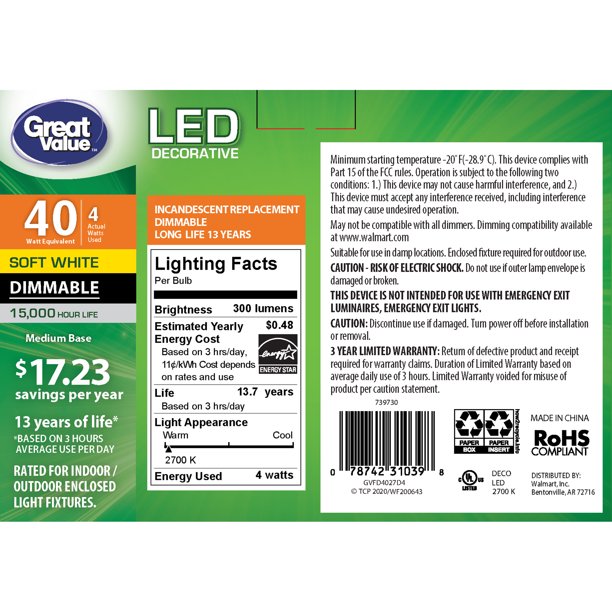 Great
Value™
LED
DECORATIVE
40
Watt Equivalent
4
Actual
Watts
Used
SOFT WHITE
DIMMABLE
15,000 HOUR LIFE
Medium Base
$17.23
savings per year
13 years of life*
*BASED ON 3 HOURS
AVERAGE USE PER DAY
RATED FOR INDOOR /
OUTDOOR ENCLOSED
LIGHT FIXTURES.
INCANDESCENT REPLACEMENT
DIMMABLE
LONG LIFE 13 YEARS
Lighting Facts
Per Bulb
Brightness 300 lumens
Estimated Yearly $0.48
Energy Cost
Based on 3 hrs/day,
11¢/kWh Cost depends
on rates and use
energy
ENERGY STAR
Life 13.7 years
Based on 3 hrs/day
Light Appearance
Warm Cool
2700 K
Energy Used 4 watts
Minimum starting temperature -20°F(-28.9°C). This device complies with
Part 15 of the FCC rules. Operation is subject to the following two
conditions: 1.) This device may not cause harmful interference, and 2.)
This device must accept any interference received, including interference
that may cause undesired operation.
May not be compatible with all dimmers. Dimming compatibility available
at www.walmart.com.
Suitable for use in damp locations. Enclosed fixture required for outdoor use.
CAUTION - RISK OF ELECTRIC SHOCK. Do not use if outer lamp envelope is
damaged or broken.
THIS DEVICE IS NOT INTENDED FOR USE WITH EMERGENCY EXIT
LUMINAIRES, EMERGENCY EXIT LIGHTS.
CAUTION: Discontinue use if damaged. Turn power off before installation
or removal.
3 YEAR LIMITED WARRANTY: Return of defective product and receipt
required for warranty claims. Duration of Limited Warranty based on
average daily use of 3 hours. Limited Warranty voided for misuse of
product per caution statement.
739730
0 78742 31039 8
GVFD4027D4
© TCP 2020/WF200643
PAPER
BOX
PAPER
INSERT
how2recycle.info
MADE IN CHINA
RoHS
COMPLIANT
c UL US
LISTED
DECO
LED
2700 K
DISTRIBUTED BY:
Walmart, Inc.
Bentonville, AR 72716